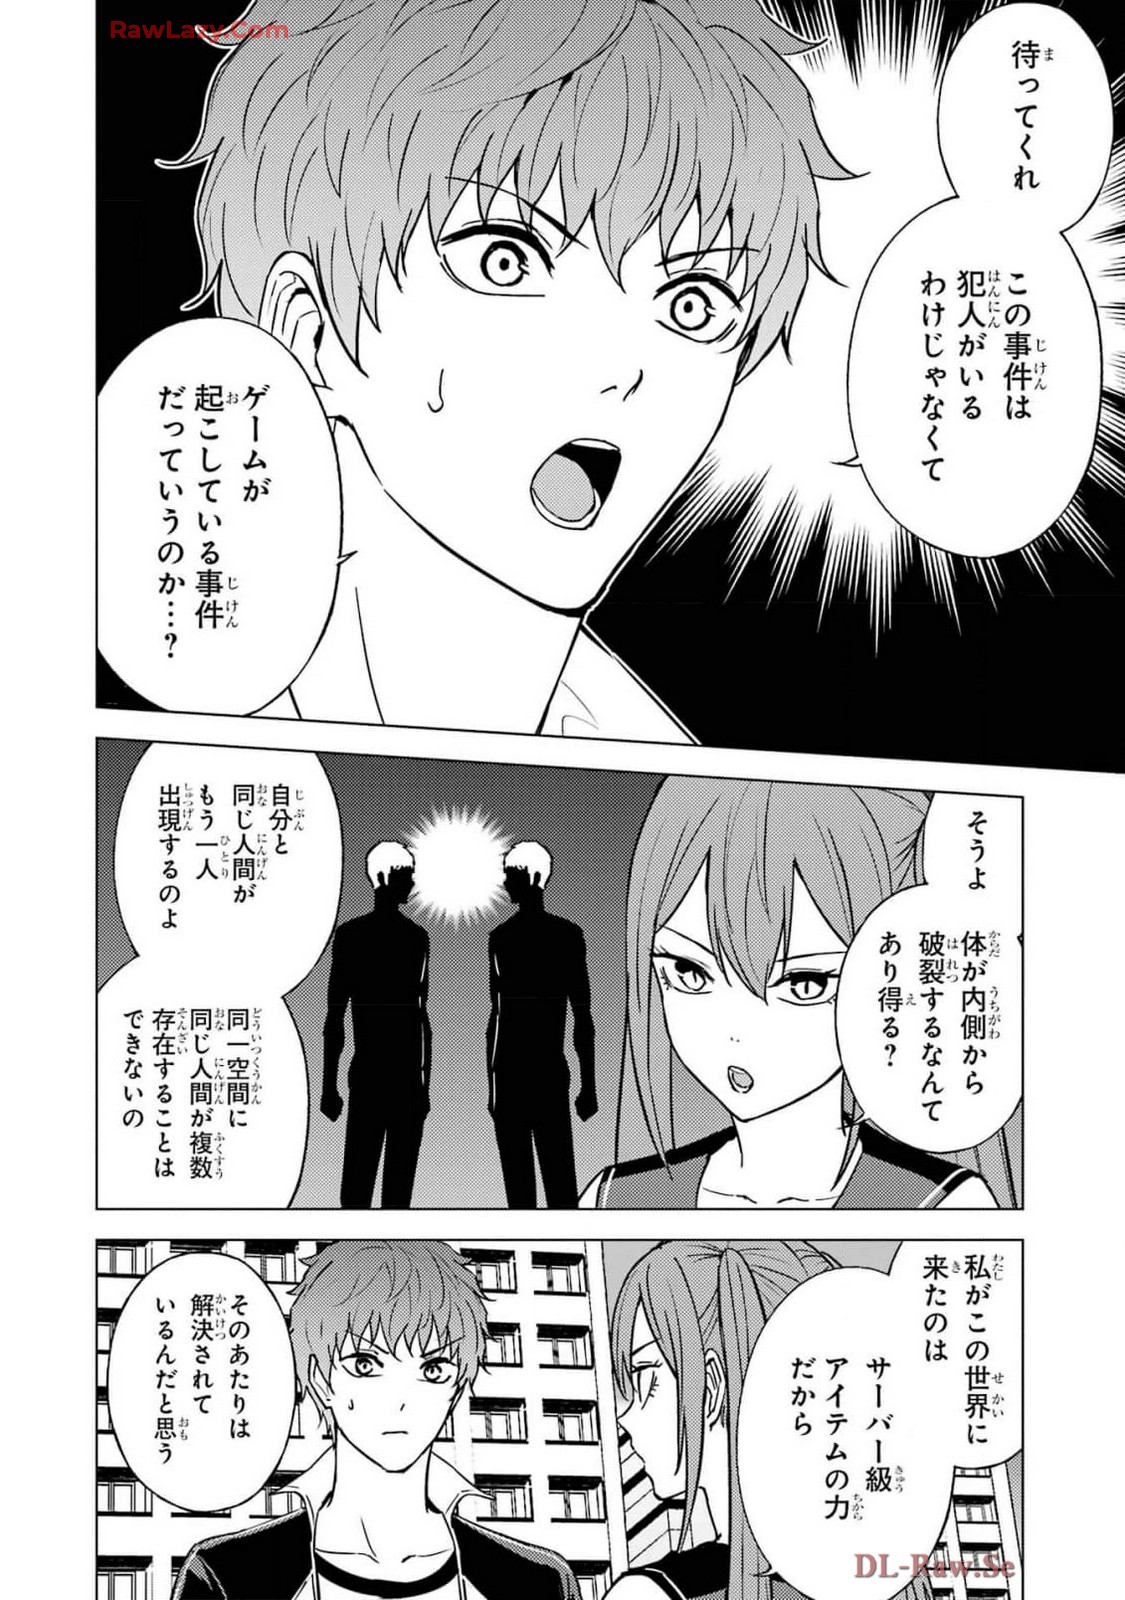 RawLazy.Com
待ってくれ
この事件は
犯人がいる
わけじゃなくて
ゲームが
起こしている事件
だっていうのか…?
そうよ
体が内側から
破裂するなんて
あり得る?
自分と
同じ人間が
もう一人
出現するのよ
同一空間に
同じ人間が複数
存在することは
できないの
私がこの世界に
来たのは
サーバー級
アイテムの力
だから
そのあたりは
解決されて
いるんだと思う
DL-Raw.Se